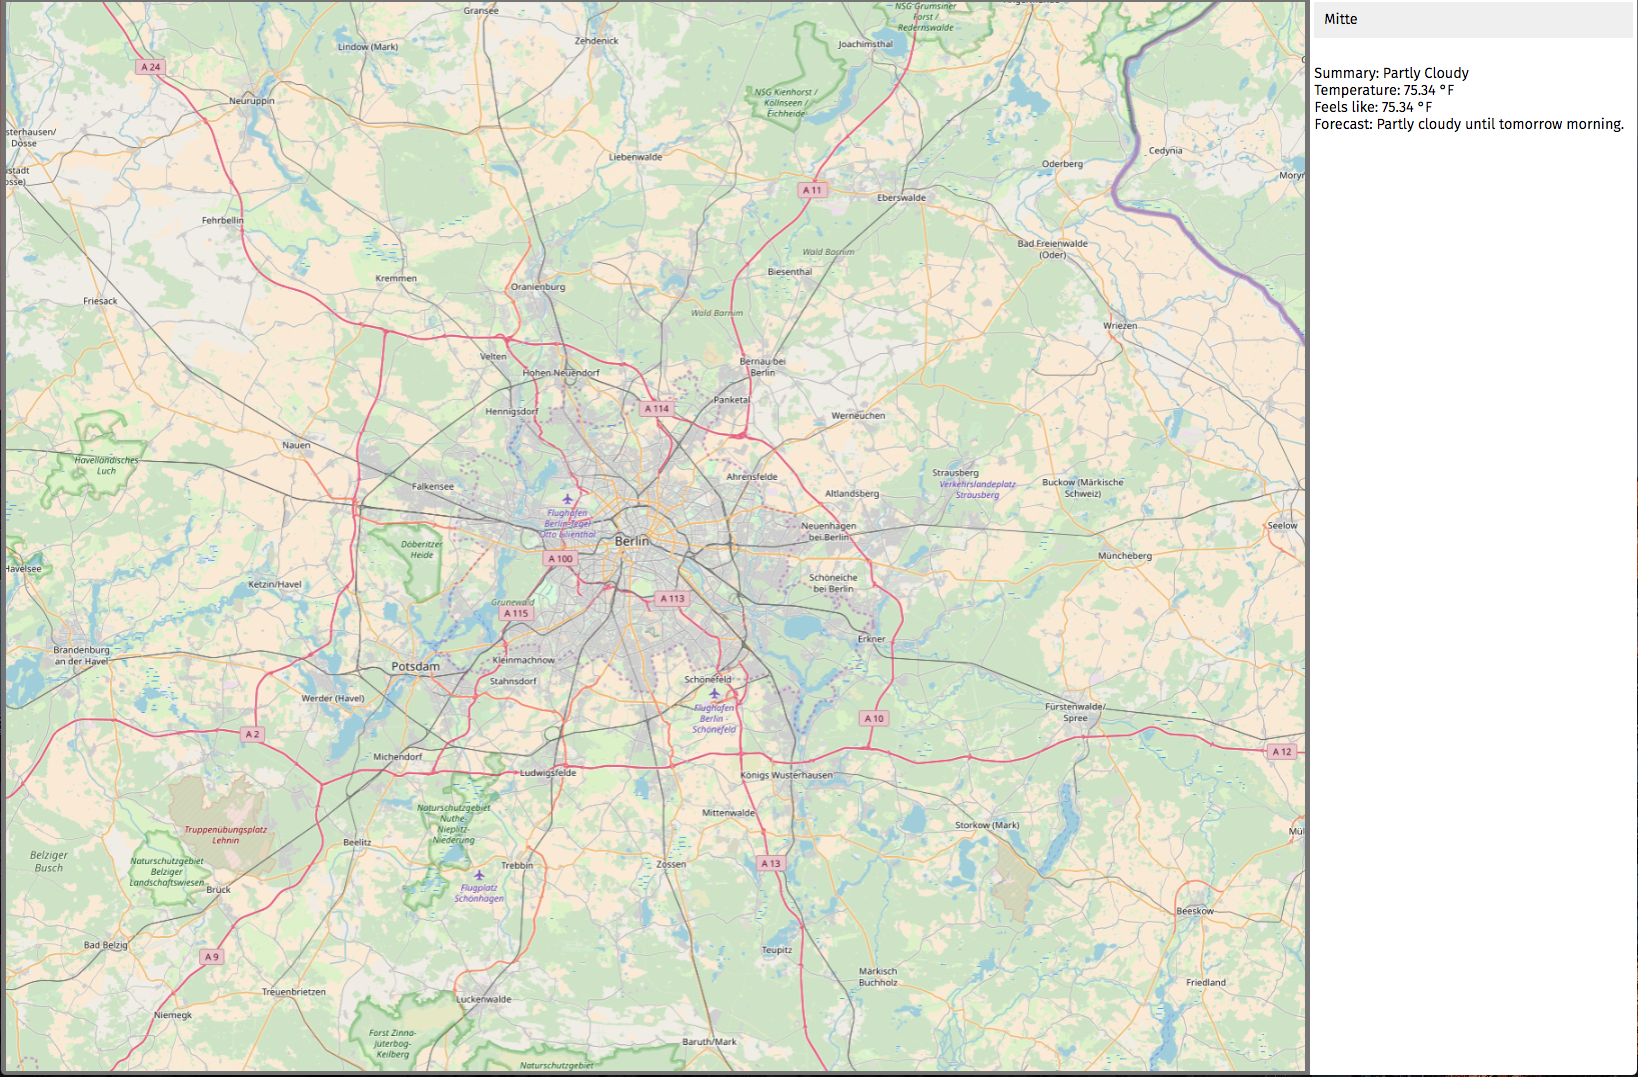 Mitte
Summary: Partly Cloudy
Temperature: 75.34 °F
Feels like: 75.34 °F
Forecast: Partly cloudy until tomorrow morning.
Gransee
NSG Grumsiner
Forst /
Redernswalde
Lindow (Mark)
Zehdenick
Joachimsthal
A 24
Neuruppin
NSG Kienhorst /
Köllnseen /
Eichheide
sterhausen/
Dosse
Liebenwalde
Oderberg
Cedynia
ustadt
osse)
Moryń
A 11
Eberswalde
Fehrbellin
Bad Freienwalde
(Oder)
Wald Barnim
Biesenthal
Kremmen
Oranienburg
Friesack
Wald Barnim
Wriezen
Velten
Bernau bei
Berlin
Hohen Neuendorf
Panketal
Hennigsdorf
A 114
Werneuchen
Nauen
Havelländisches
Luch
Ahrensfelde
Strausberg
Verkehrslandeplatz
Strausberg
Buckow (Märkische
Schweiz)
Falkensee
Altlandsberg
Flughafen
Berlin-Tegel
Otto Lilienthal
Neuenhagen
bei Berlin
Seelow
Berlin
Döberitzer
Heide
A 100
Müncheberg
Havelsee
Ketzin/Havel
Schöneiche
bei Berlin
A 113
Grunewald
A 115
Erkner
Brandenburg
an der Havel
Potsdam
Kleinmachnow
Stahnsdorf
Schönefeld
Werder (Havel)
Flughafen
Berlin -
Schönefeld
Fürstenwalde/
Spree
A 10
A 2
A 12
Michendorf
Ludwigsfelde
Königs Wusterhausen
Naturschutzgebiet
Nuthe
Nieplitz-
Niederung
Mittenwalde
Storkow (Mark)
Truppenübungsplatz
Lehnin
Beelitz
Mül
Belziger
Busch
Naturschutzgebiet
Belziger
Landschaftswiesen
Trebbin
Zossen
A 13
Brück
Flugplatz
Schönhagen
Beeskow
Bad Belzig
Teupitz
A 9
Märkisch
Buchholz
Friedland
Treuenbrietzen
Luckenwalde
Niemegk
Forst Zinna-
Jüterbog-
Keilberg
Baruth/Mark
Naturschutzgebiet